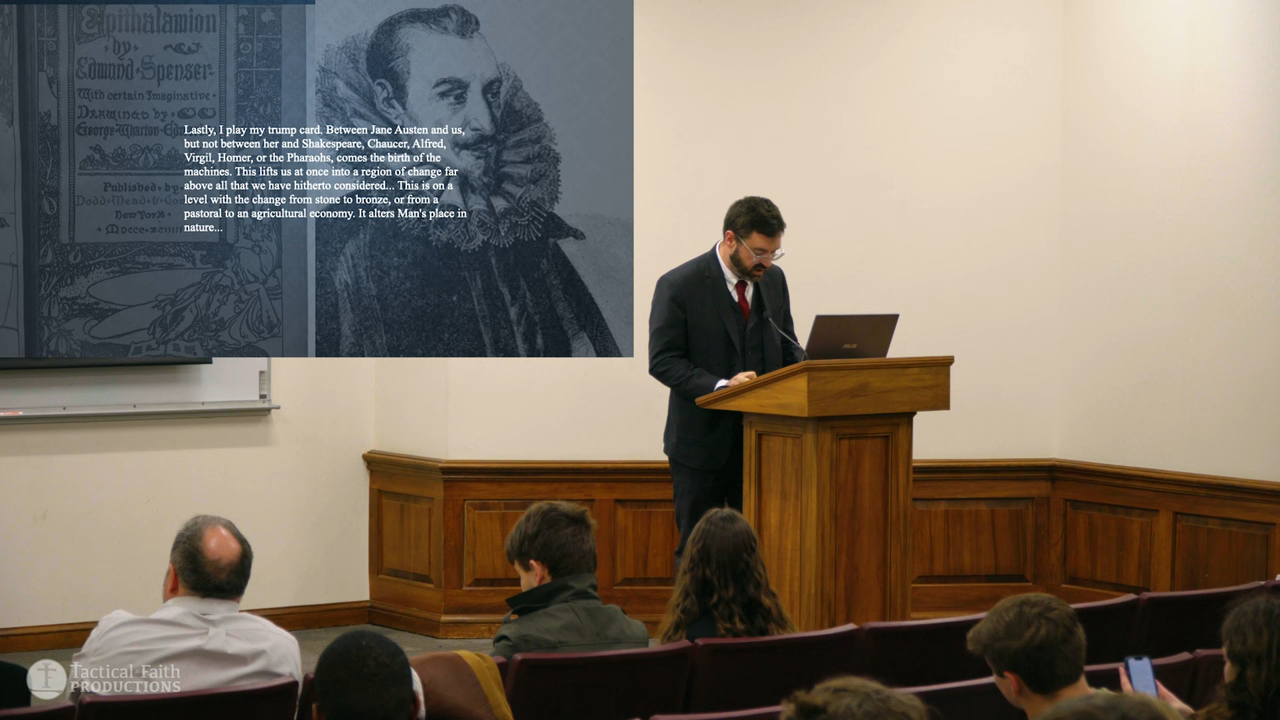 Epithalamion
by
Edmund Spenser
With certain Imaginative
Drawings by
George Wharton Ed
Published by
Dodd Mead & Co
New York
Lastly, I play my trump card. Between Jane Austen and us,
but not between her and Shakespeare, Chaucer, Alfred,
Virgil, Homer, or the Pharaohs, comes the birth of the
machines. This lifts us at once into a region of change far
above all that we have hitherto considered... This is on a
level with the change from stone to bronze, or from a
pastoral to an agricultural economy. It alters Man's place in
nature...
ASUS
Tactical Faith
PRODUCTIONS